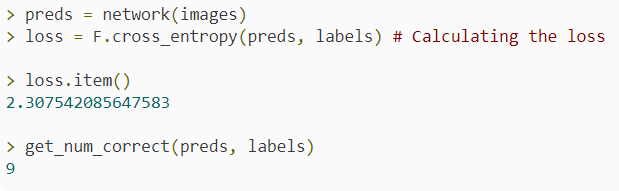 > preds = network(images)
> loss = F.cross_entropy(preds, labels) # Calculating the loss
> loss.item()
2.307542085647583
> get_num_correct(preds, labels)
9